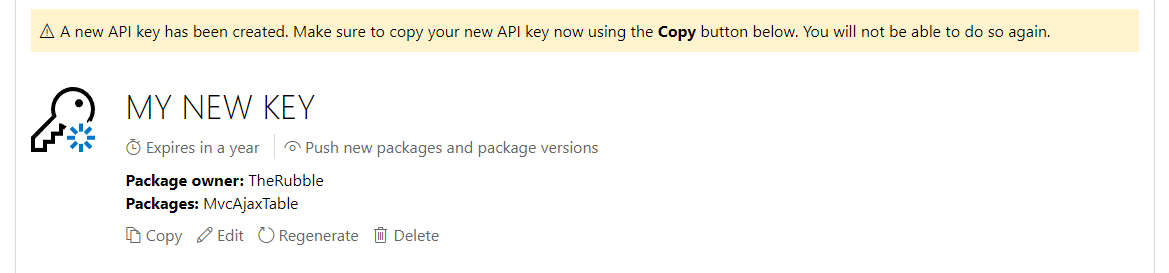 A new API key has been created. Make sure to copy your new API key now using the Copy button below. You will not be able to do so again.
MY NEW KEY
Expires in a year Push new packages and package versions
Package owner: TheRubble
Packages: MvcAjaxTable
Copy Edit Regenerate Delete